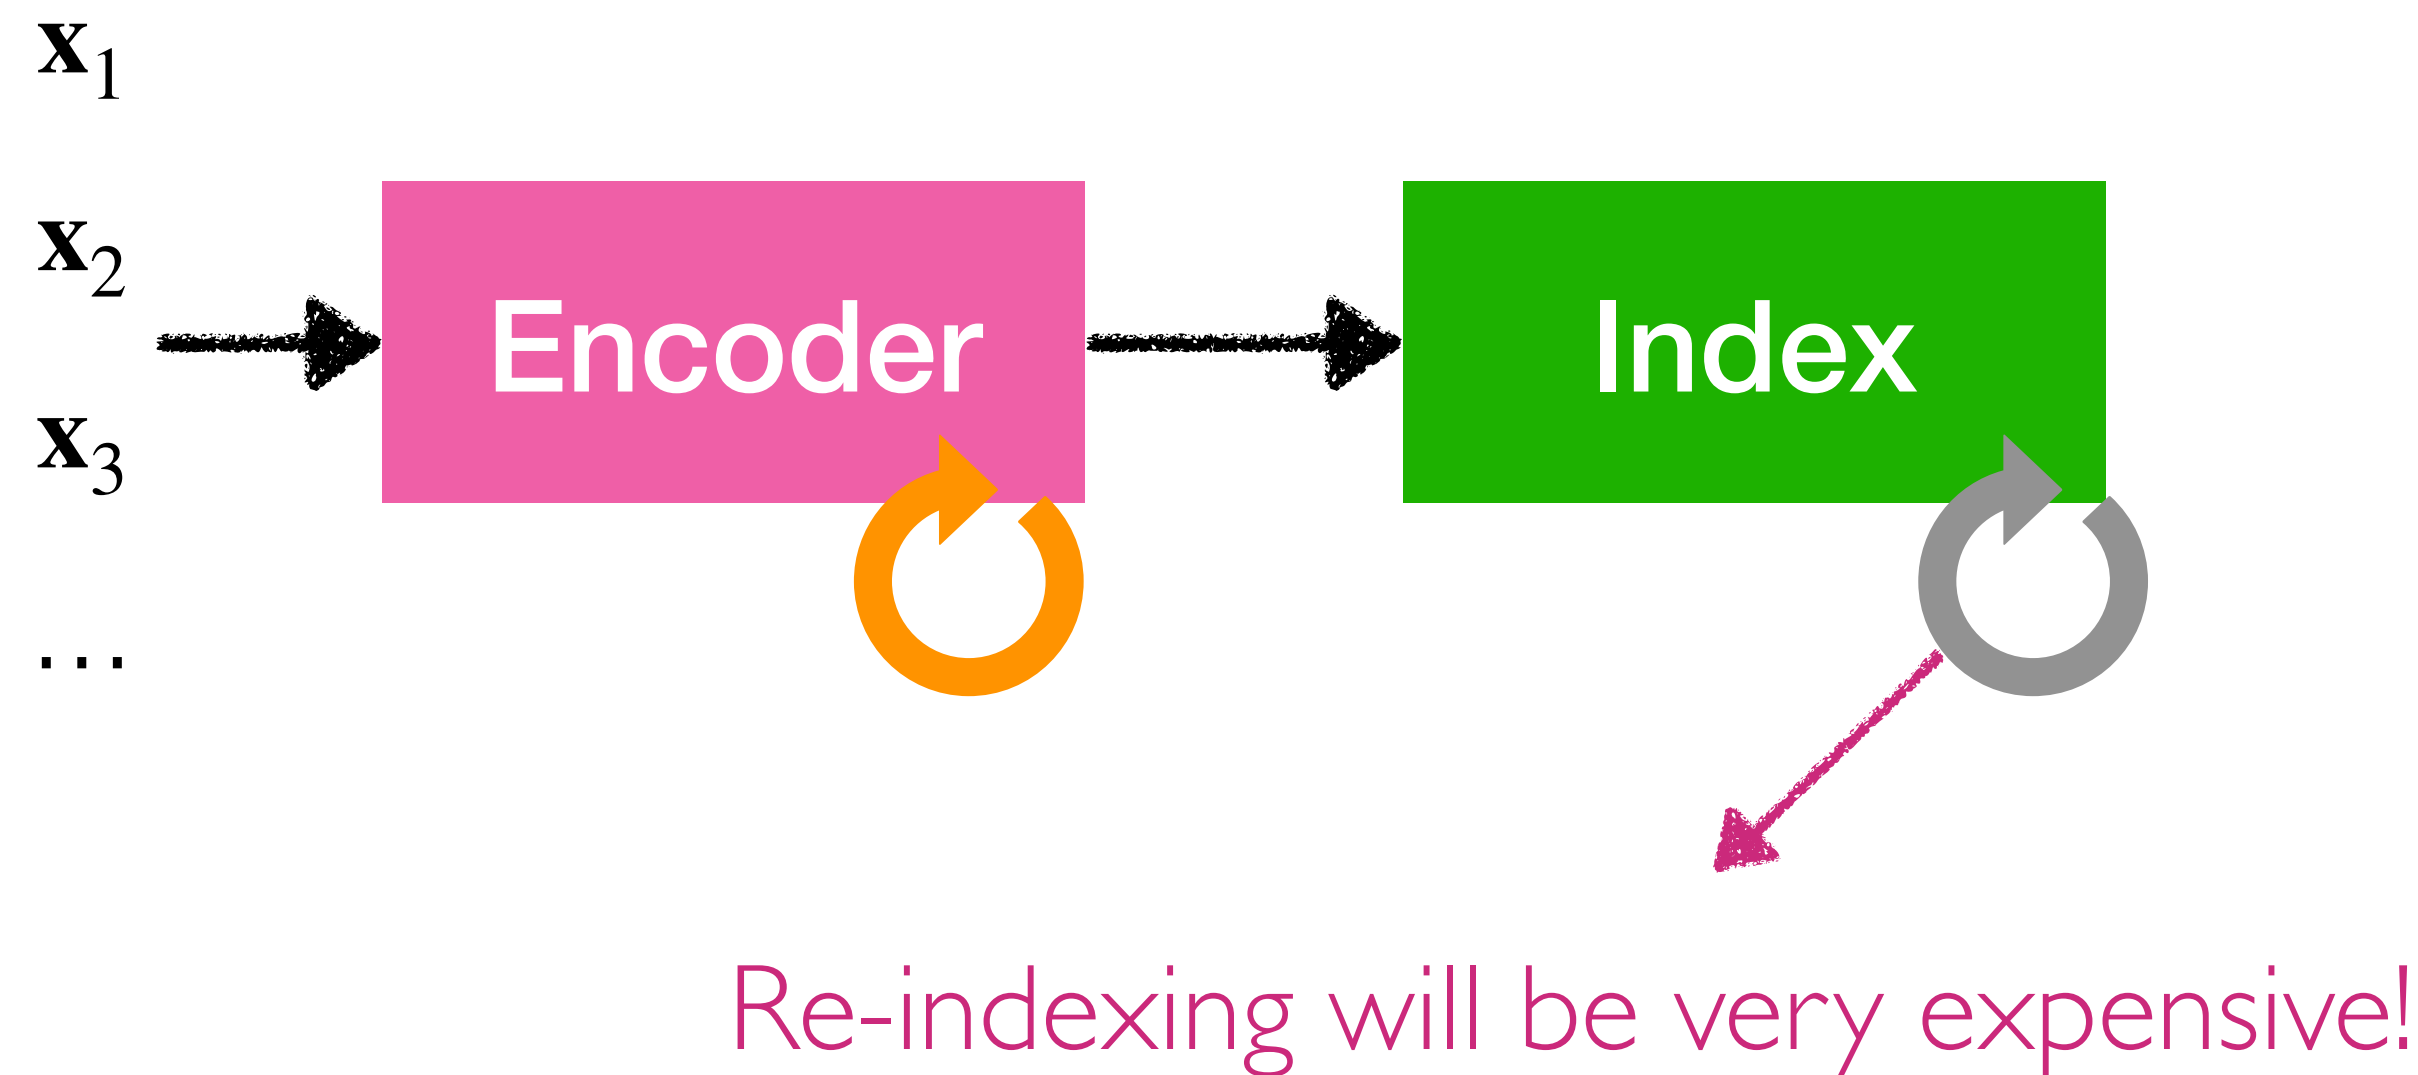 x₁
x₂
x₃
...
Encoder
Index
Re-indexing will be very expensive!